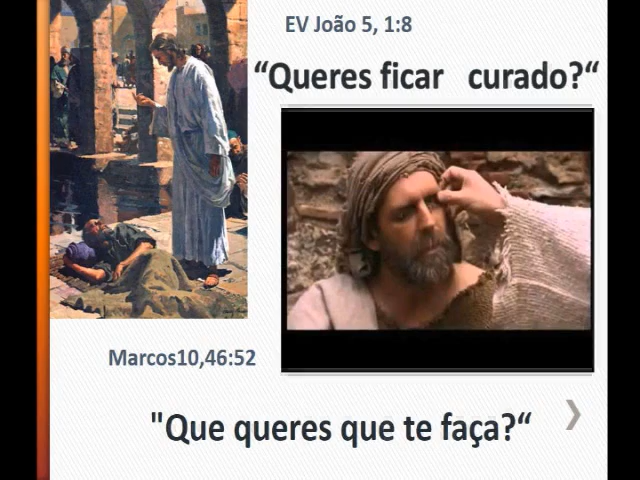 EV João 5, 1:8
“Queres ficar curado?“
Marcos10,46:52
"Que queres que te faça?“